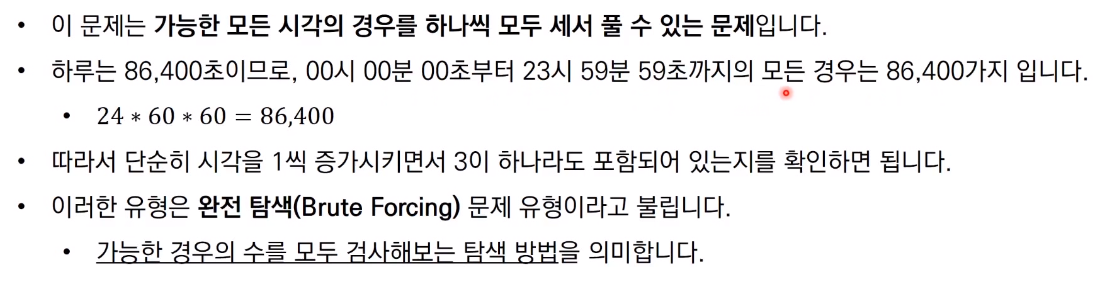 • 이 문제는 가능한 모든 시각의 경우를 하나씩 모두 세서 풀 수 있는 문제입니다.
• 하루는 86,400초이므로, 00시 00분 00초부터 23시 59분 59초까지의 모든 경우는 86,400가지 입니다.
• 24 ∗ 60 ∗ 60 = 86,400
• 따라서 단순히 시각을 1씩 증가시키면서 3이 하나라도 포함되어 있는지를 확인하면 됩니다.
• 이러한 유형은 완전 탐색(Brute Forcing) 문제 유형이라고 불립니다.
• 가능한 경우의 수를 모두 검사해보는 탐색 방법을 의미합니다.